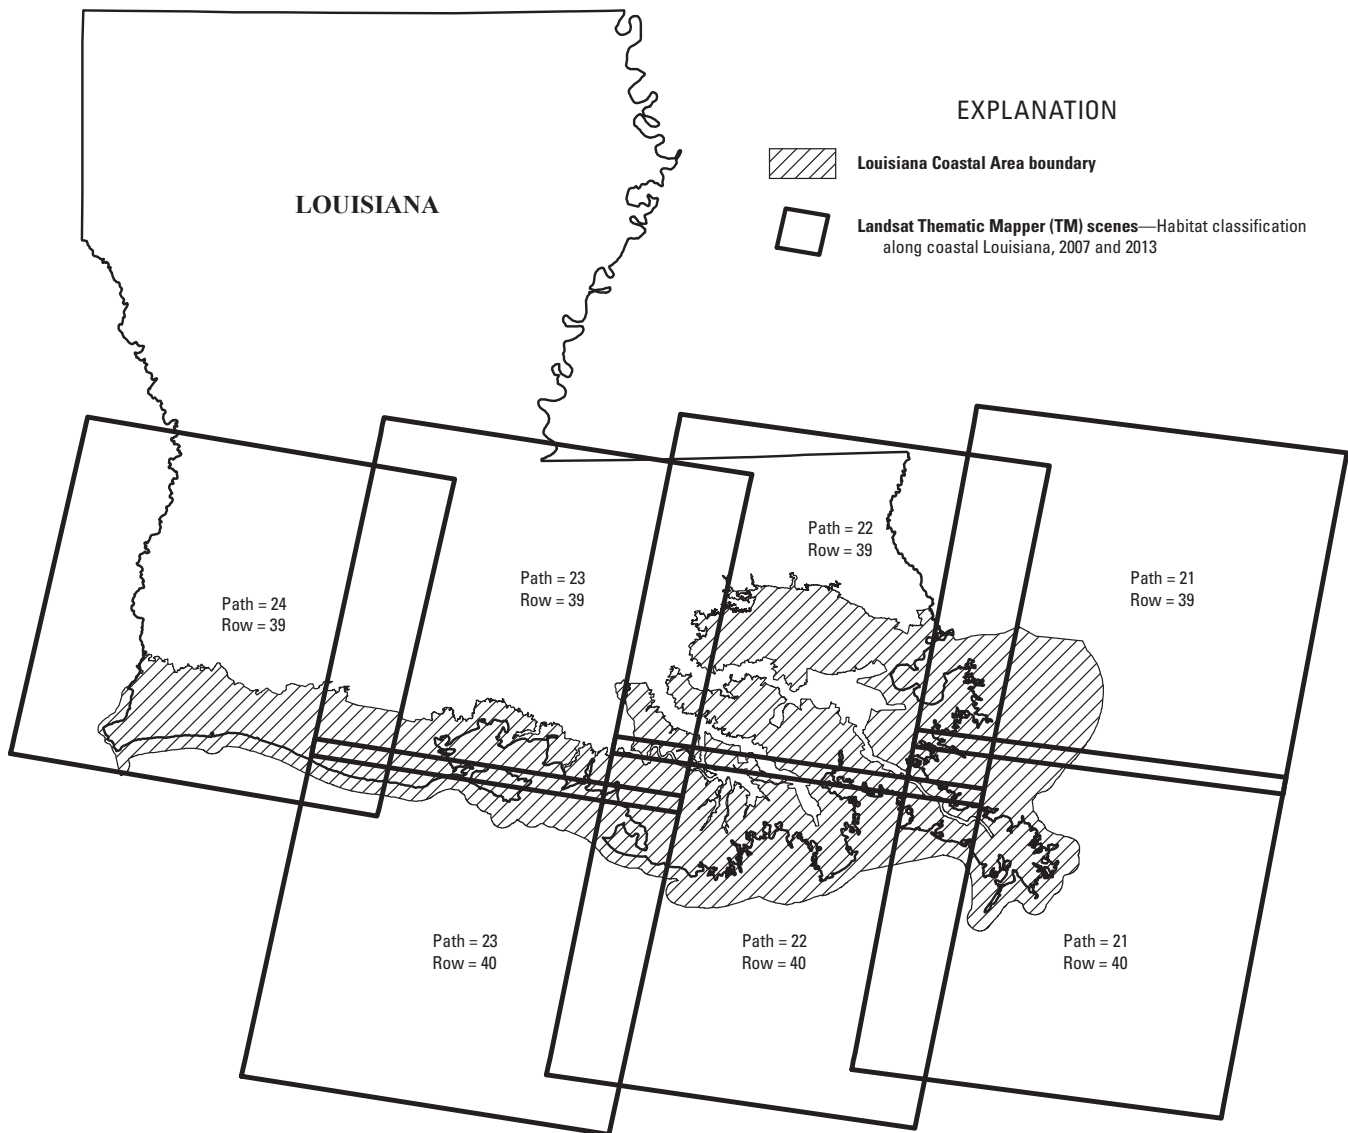 EXPLANATION
Louisiana Coastal Area boundary
Landsat Thematic Mapper (TM) scenes—Habitat classification
along coastal Louisiana, 2007 and 2013
LOUISIANA
Path = 24
Row = 39
Path = 23
Row = 39
Path = 22
Row = 39
Path = 21
Row = 39
Path = 23
Row = 40
Path = 22
Row = 40
Path = 21
Row = 40